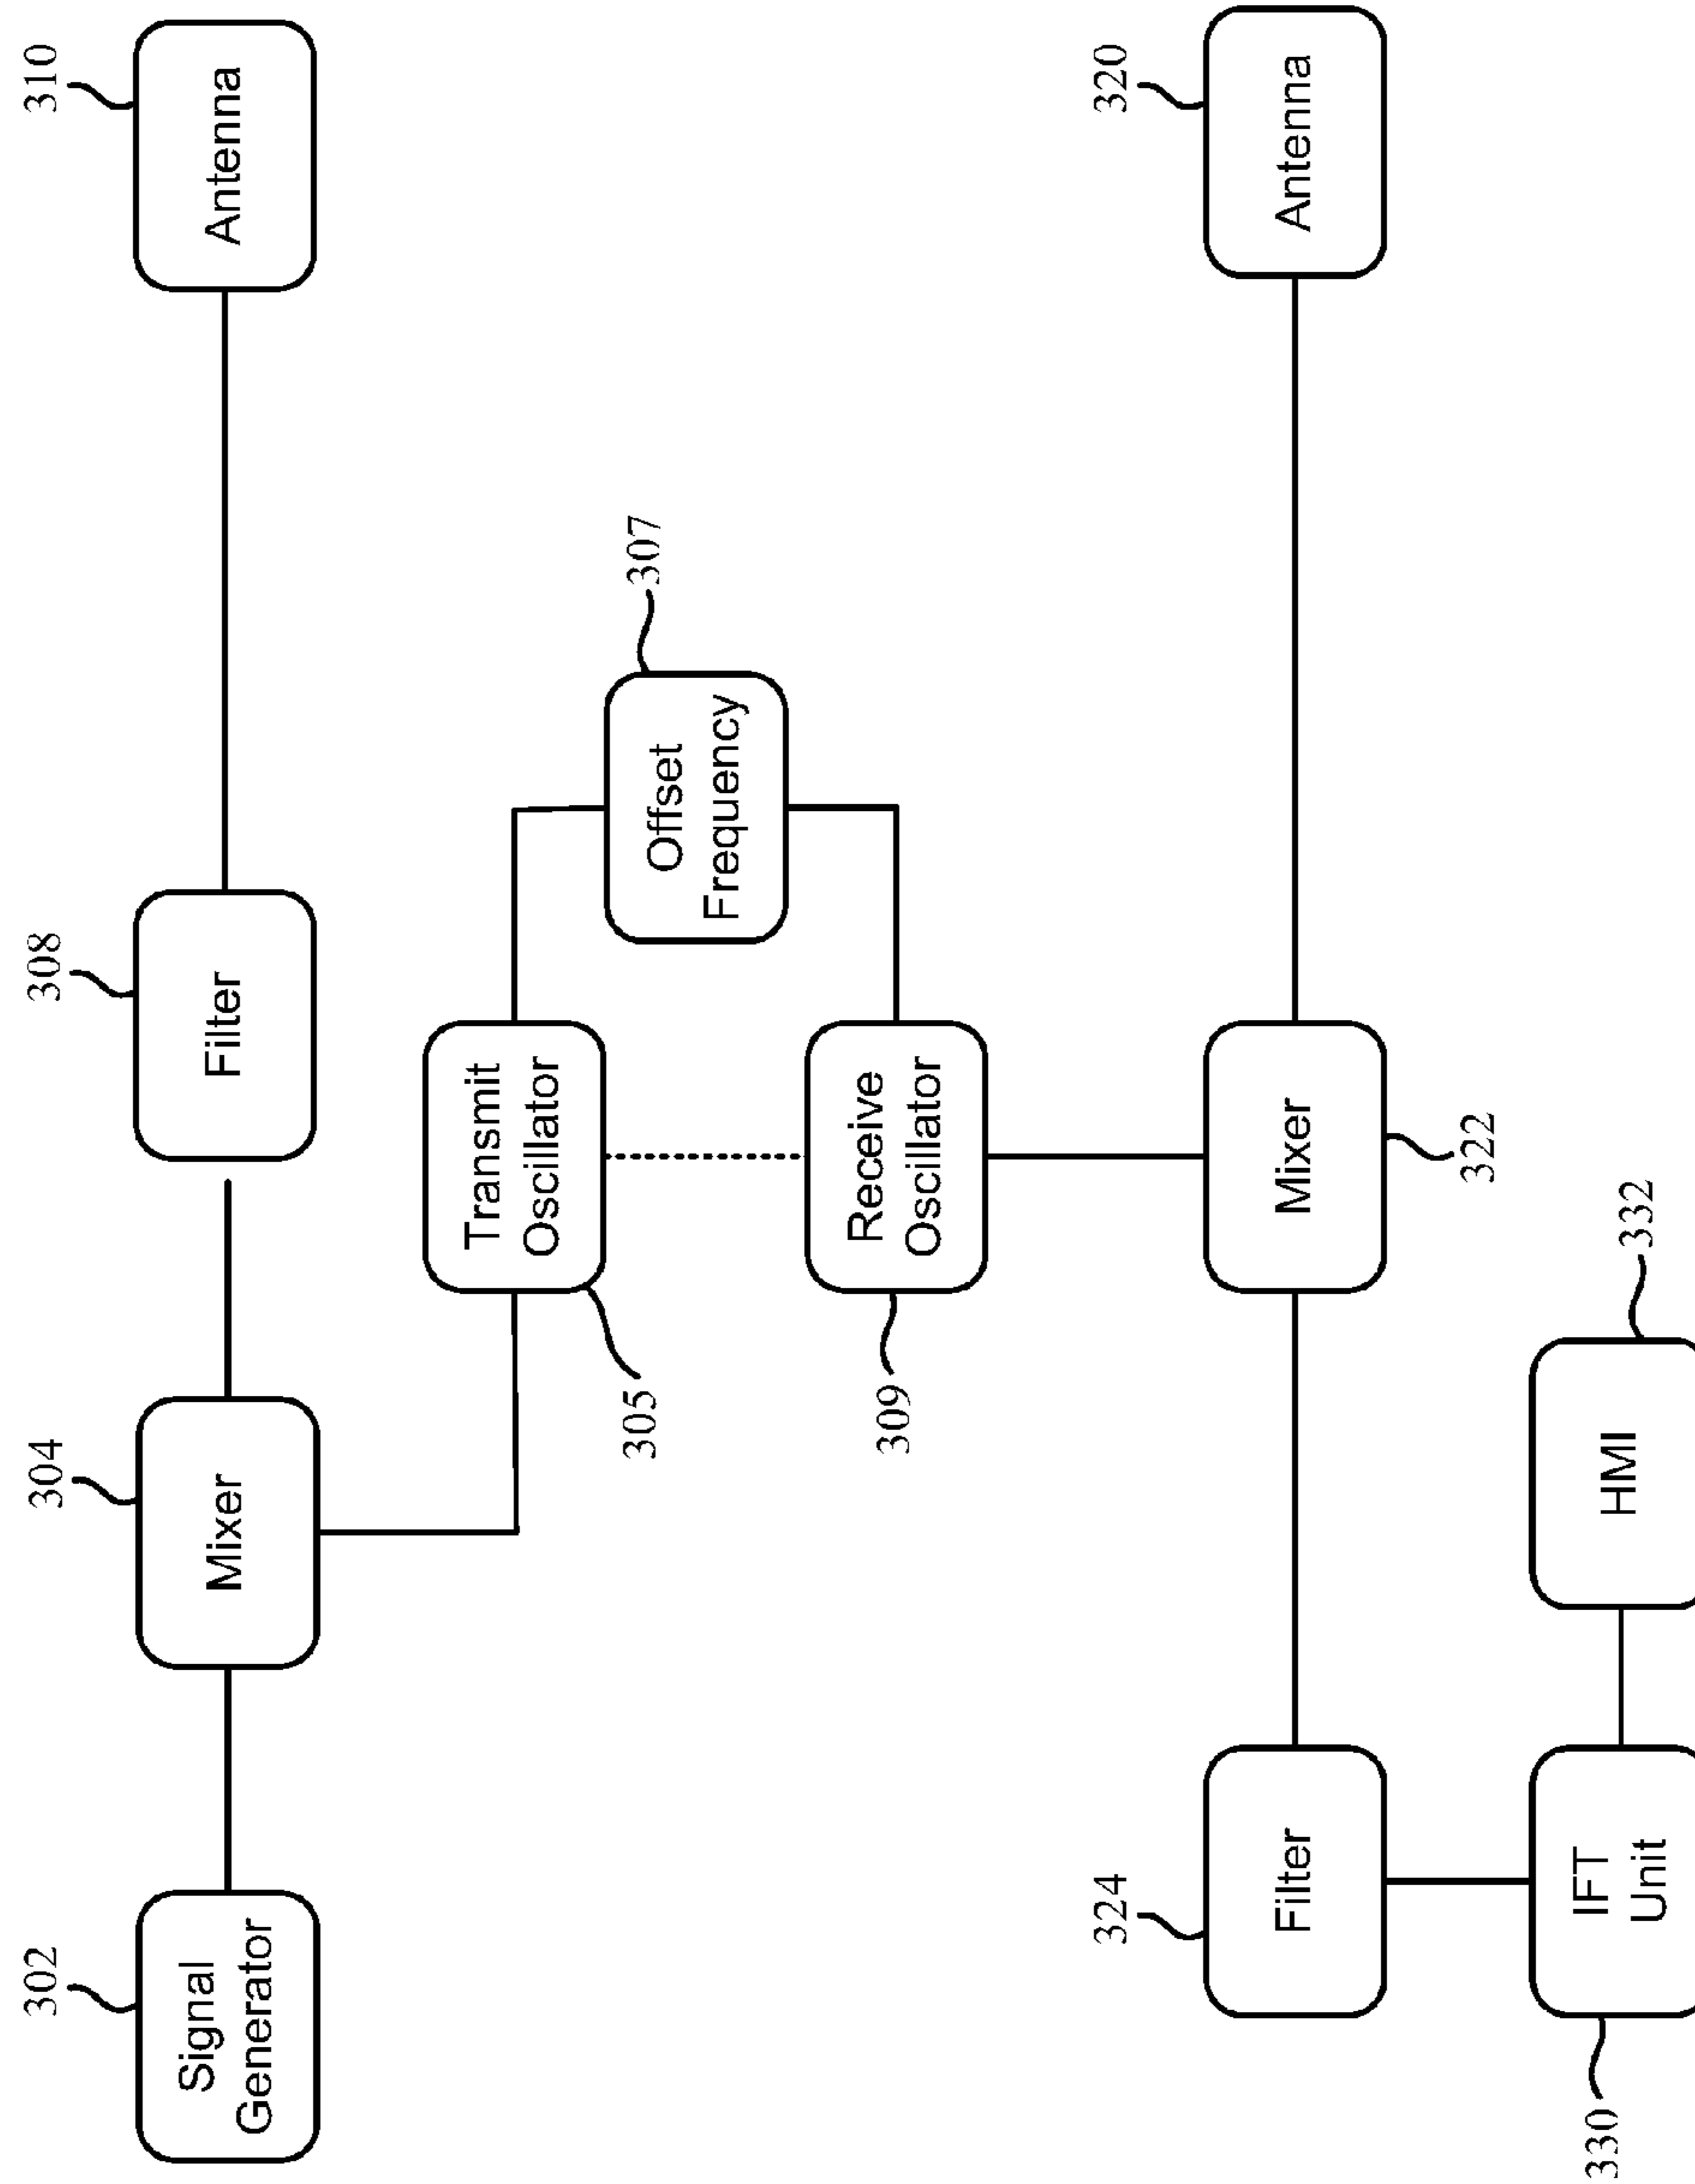 302
Signal
Generator
304
Mixer
308
Filter
310
Antenna
Transmit
Oscillator
305
Offset
Frequency
307
Receive
Oscillator
309
324
Filter
Mixer
322
320
Antenna
IFT
Unit
330
HMI
332